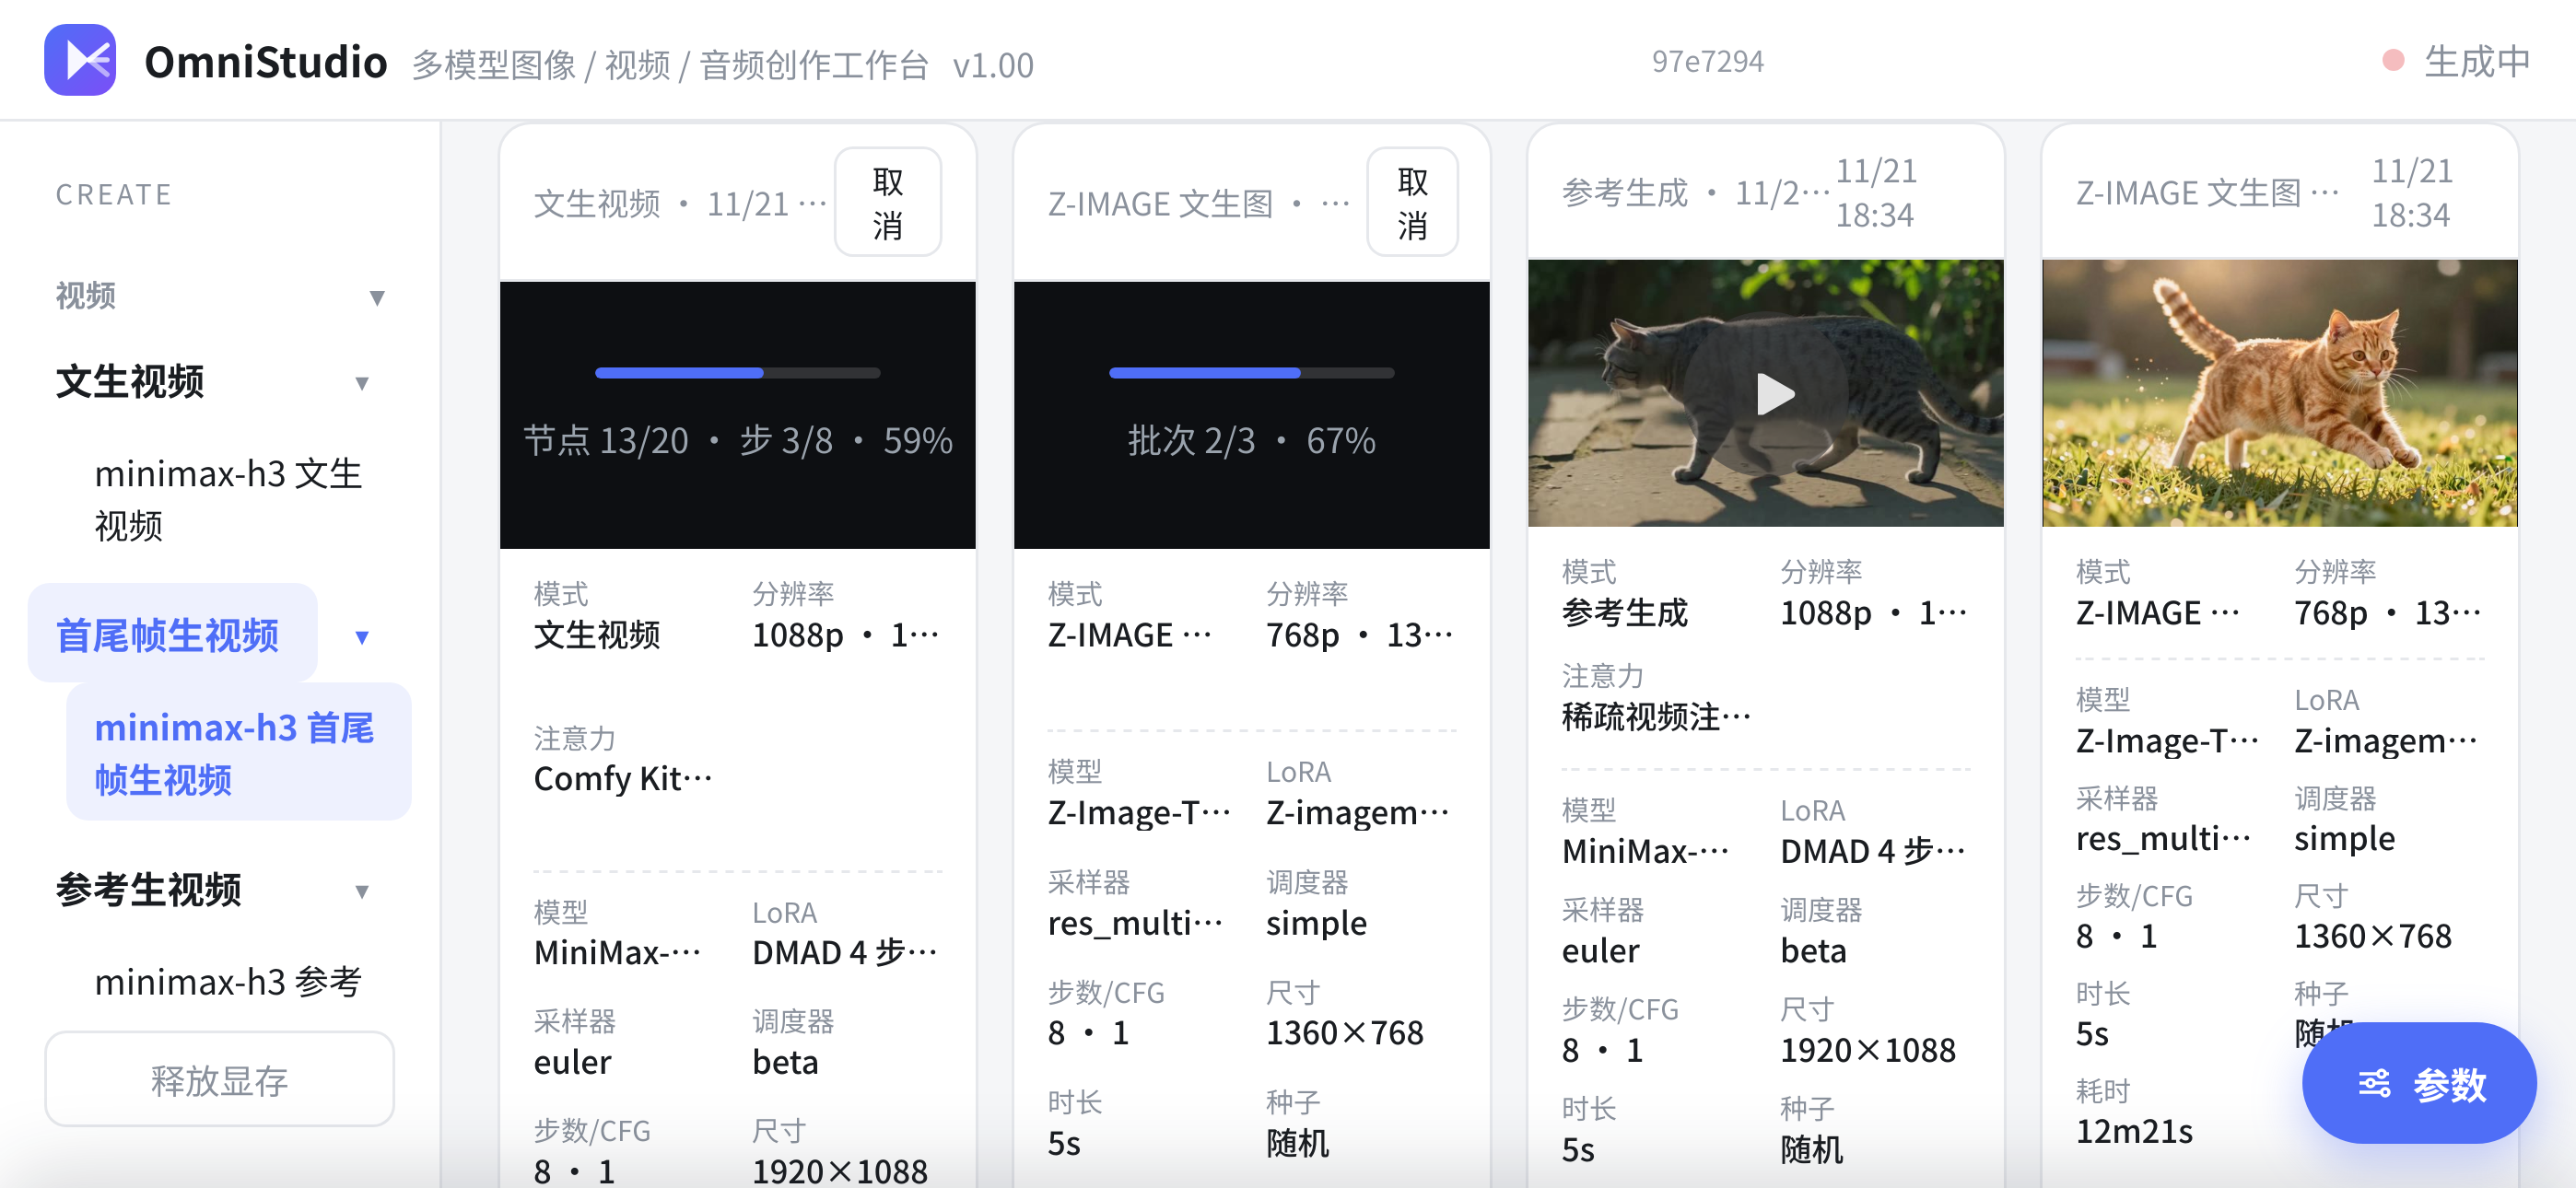 OmniStudio 多模型图像 / 视频 / 音频创作工作台 v1.00
97e7294
生成中
CREATE
视频
文生视频
minimax-h3 文生
视频
首尾帧生视频
minimax-h3 首尾
帧生视频
参考生视频
minimax-h3 参考
释放显存
文生视频 • 11/21 ···
取
消
节点 13/20 • 步 3/8 • 59%
模式
文生视频
分辨率
1088p • 1···
注意力
Comfy Kit···
模型
MiniMax-···
LoRA
DMAD 4 步···
采样器
euler
调度器
beta
步数/CFG
8 • 1
尺寸
1920×1088
Z-IMAGE 文生图 • ···
取
消
批次 2/3 • 67%
模式
Z-IMAGE ···
分辨率
768p • 13···
模型
Z-Image-T···
LoRA
Z-imagem···
采样器
res_multi···
调度器
simple
步数/CFG
8 • 1
尺寸
1360×768
时长
5s
种子
随机
参考生成 • 11/2···
11/21
18:34
模式
参考生成
分辨率
1088p • 1···
注意力
稀疏视频注···
模型
MiniMax-···
LoRA
DMAD 4 步···
采样器
euler
调度器
beta
步数/CFG
8 • 1
尺寸
1920×1088
时长
5s
种子
随机
Z-IMAGE 文生图 ···
11/21
18:34
模式
Z-IMAGE ···
分辨率
768p • 13···
模型
Z-Image-T···
LoRA
Z-imagem···
采样器
res_multi···
调度器
simple
步数/CFG
8 • 1
尺寸
1360×768
时长
5s
种子
随机
耗时
12m21s
参数